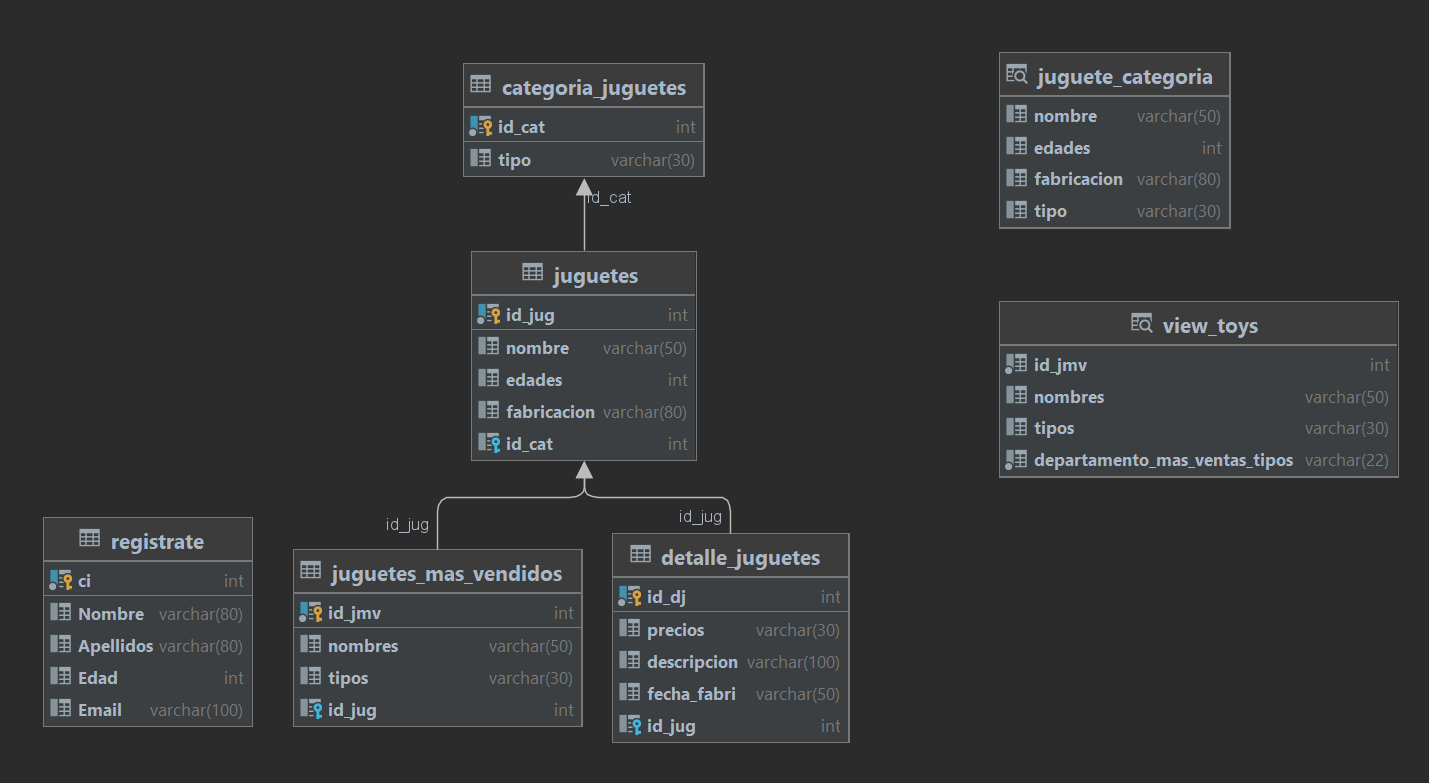 categoria_juguetes
id_cat int
tipo varchar(30)
id_cat
juguetes
id_jug int
nombre varchar(50)
edades int
fabricacion varchar(80)
id_cat int
id_jug
id_jug
registrate
ci int
Nombre varchar(80)
Apellidos varchar(80)
Edad int
Email varchar(100)
juguetes_mas_vendidos
id_jmv int
nombres varchar(50)
tipos varchar(30)
id_jug int
detalle_juguetes
id_dj int
precios varchar(30)
descripcion varchar(100)
fecha_fabri varchar(50)
id_jug int
juguete_categoria
nombre varchar(50)
edades int
fabricacion varchar(80)
tipo varchar(30)
view_toys
id_jmv int
nombres varchar(50)
tipos varchar(30)
departamento_mas_ventas_tipos varchar(22)